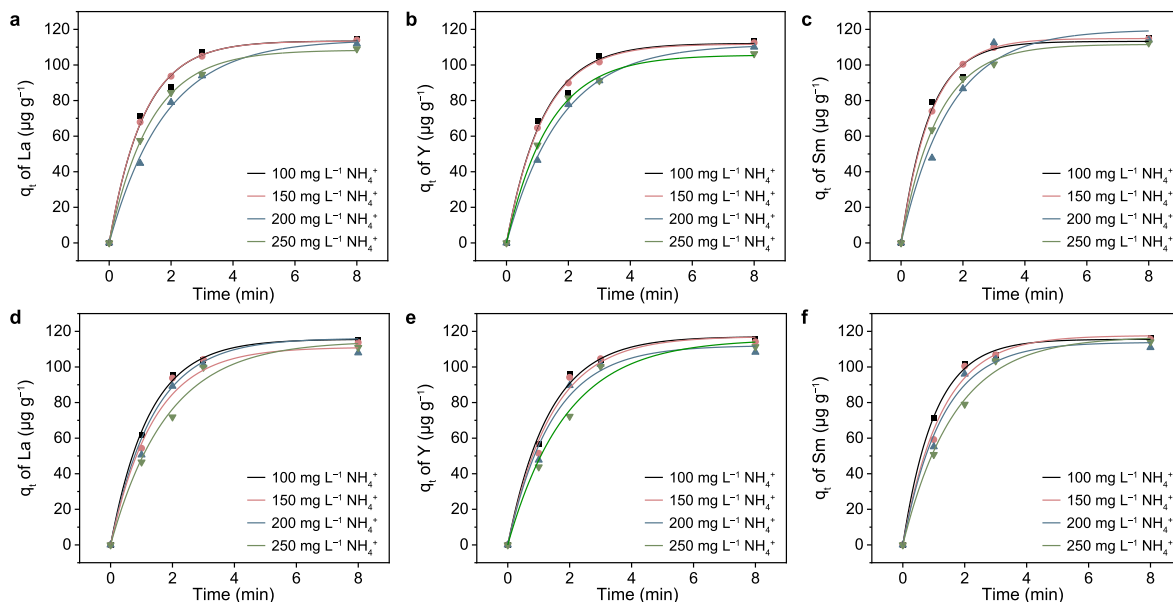 a
q_t of La (µg g⁻¹)
120
100
80
60
40
20
0
100 mg L⁻¹ NH₄⁺
150 mg L⁻¹ NH₄⁺
200 mg L⁻¹ NH₄⁺
250 mg L⁻¹ NH₄⁺
0 2 4 6 8
Time (min)
b
q_t of Y (µg g⁻¹)
120
100
80
60
40
20
0
100 mg L⁻¹ NH₄⁺
150 mg L⁻¹ NH₄⁺
200 mg L⁻¹ NH₄⁺
250 mg L⁻¹ NH₄⁺
0 2 4 6 8
Time (min)
c
q_t of Sm (µg g⁻¹)
120
100
80
60
40
20
0
100 mg L⁻¹ NH₄⁺
150 mg L⁻¹ NH₄⁺
200 mg L⁻¹ NH₄⁺
250 mg L⁻¹ NH₄⁺
0 2 4 6 8
Time (min)
d
q_t of La (µg g⁻¹)
120
100
80
60
40
20
0
100 mg L⁻¹ NH₄⁺
150 mg L⁻¹ NH₄⁺
200 mg L⁻¹ NH₄⁺
250 mg L⁻¹ NH₄⁺
0 2 4 6 8
Time (min)
e
q_t of Y (µg g⁻¹)
120
100
80
60
40
20
0
100 mg L⁻¹ NH₄⁺
150 mg L⁻¹ NH₄⁺
200 mg L⁻¹ NH₄⁺
250 mg L⁻¹ NH₄⁺
0 2 4 6 8
Time (min)
f
q_t of Sm (µg g⁻¹)
120
100
80
60
40
20
0
100 mg L⁻¹ NH₄⁺
150 mg L⁻¹ NH₄⁺
200 mg L⁻¹ NH₄⁺
250 mg L⁻¹ NH₄⁺
0 2 4 6 8
Time (min)